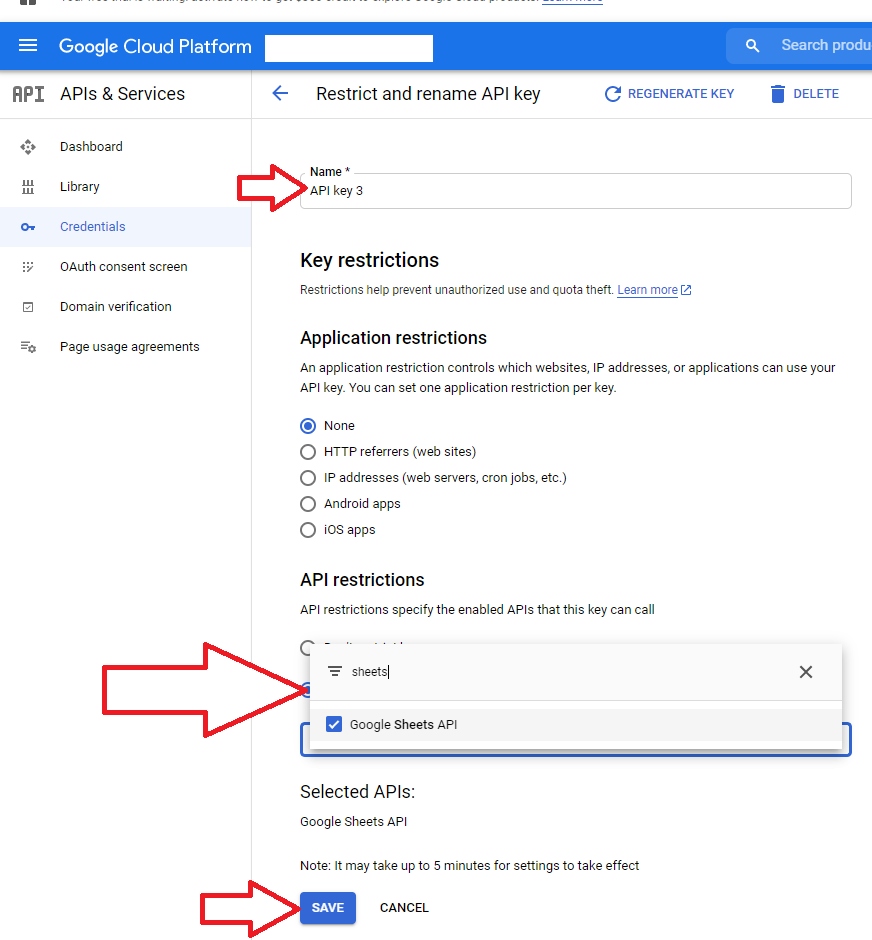 Learn more
Google Cloud Platform
Search produ
API APIs & Services
Restrict and rename API key
REGENERATE KEY
DELETE
Dashboard
Library
Credentials
OAuth consent screen
Domain verification
Page usage agreements
Name *
API key 3
Key restrictions
Restrictions help prevent unauthorized use and quota theft. Learn more
Application restrictions
An application restriction controls which websites, IP addresses, or applications can use your
API key. You can set one application restriction per key.
None
HTTP referrers (web sites)
IP addresses (web servers, cron jobs, etc.)
Android apps
iOS apps
API restrictions
API restrictions specify the enabled APIs that this key can call
sheets
Google Sheets API
Selected APIs:
Google Sheets API
Note: It may take up to 5 minutes for settings to take effect
SAVE
CANCEL